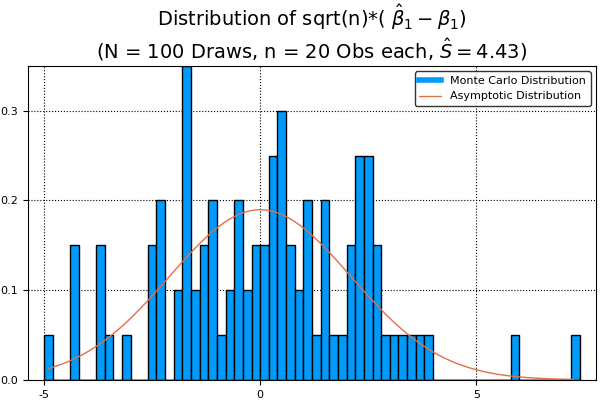 Distribution of sqrt(n)*( β̂₁ − β₁)
(N = 100 Draws, n = 20 Obs each, Ŝ = 4.43)
Monte Carlo Distribution
Asymptotic Distribution
0.3
0.2
0.1
0.0
-5 0 5